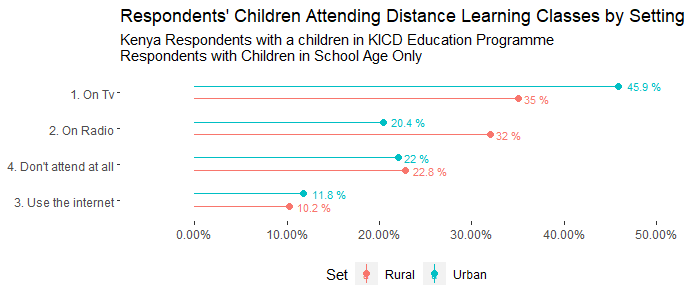 Respondents' Children Attending Distance Learning Classes by Setting
Kenya Respondents with a children in KICD Education Programme
Respondents with Children in School Age Only
1. On Tv
45.9 %
35 %
2. On Radio
20.4 %
32 %
4. Don't attend at all
22 %
22.8 %
3. Use the internet
11.8 %
10.2 %
0.00% 10.00% 20.00% 30.00% 40.00% 50.00%
Set Rural Urban